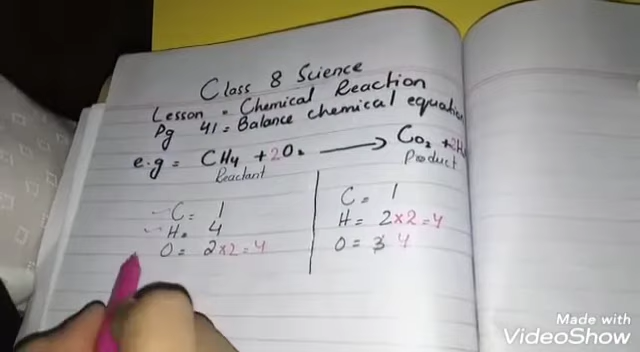 Class 8 Science
Lesson = Chemical Reaction
Pg 41 = Balance chemical equation
e.g = CH4 + 2O2 → CO2 + 2H
Reactant Product
C = 1
H = 4
O = 2×2=4
C = 1
H = 2×2=4
O = 3 4
Made with
VideoShow